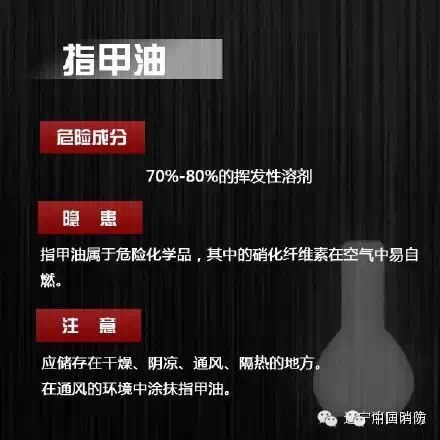 指甲油
危险成分
70%-80%的挥发性溶剂
隐 患
指甲油属于危险化学品，其中的硝化纤维素在空气中易自
燃。
注 意
应储存在干燥、阴凉、通风、隔热的地方。
在通风的环境中涂抹指甲油。